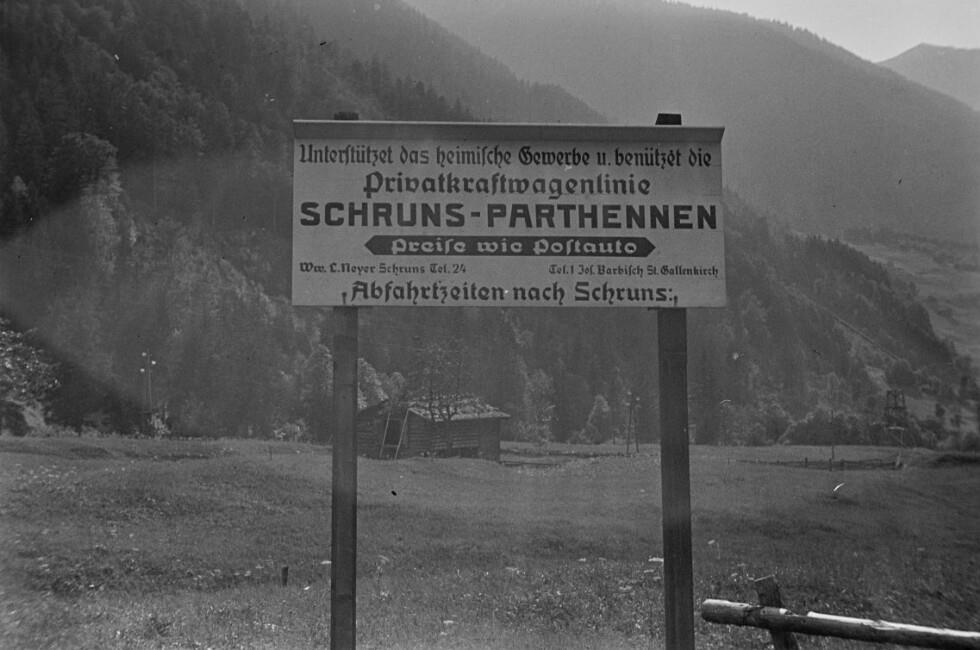 Unterstützet das heimische Gewerbe u. benützet die
Privatkraftwagenlinie
SCHRUNS-PARTHENNEN
Preise wie Postauto
Ww. L. Neyer Schruns Tel. 24 Tel. 1 Jos. Barbisch St. Gallenkirch
„Abfahrtzeiten nach Schruns:„